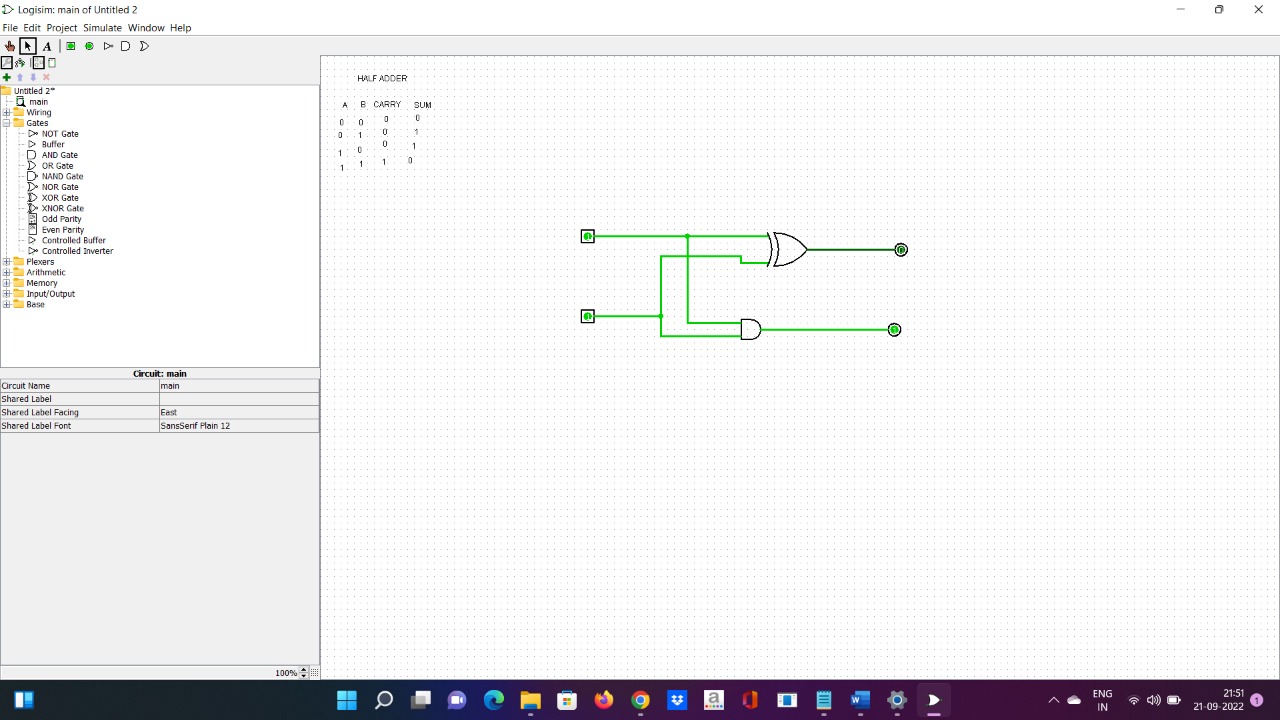 Logisim: main of Untitled 2
File Edit Project Simulate Window Help
A
Untitled 2*
main
Wiring
Gates
NOT Gate
Buffer
AND Gate
OR Gate
NAND Gate
NOR Gate
XOR Gate
XNOR Gate
Odd Parity
Even Parity
Controlled Buffer
Controlled Inverter
Plexers
Arithmetic
Memory
Input/Output
Base
Circuit: main
Circuit Name main
Shared Label
Shared Label Facing East
Shared Label Font SansSerif Plain 12
100%
HALF ADDER
A B CARRY SUM
0 0 0 0
0 1 0 1
1 0 0 1
1 1 1 0
1
0
1
1
ENG
IN
21:51
21-09-2022
1